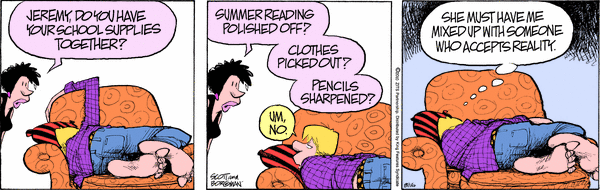 JEREMY, DO YOU HAVE
YOUR SCHOOL SUPPLIES
TOGETHER?
SUMMER READING
POLISHED OFF?
CLOTHES
PICKED OUT?
PENCILS
SHARPENED?
UM,
NO.
SCOTT and
BORGMAN
SHE MUST HAVE ME
MIXED UP WITH SOMEONE
WHO ACCEPTS REALITY.